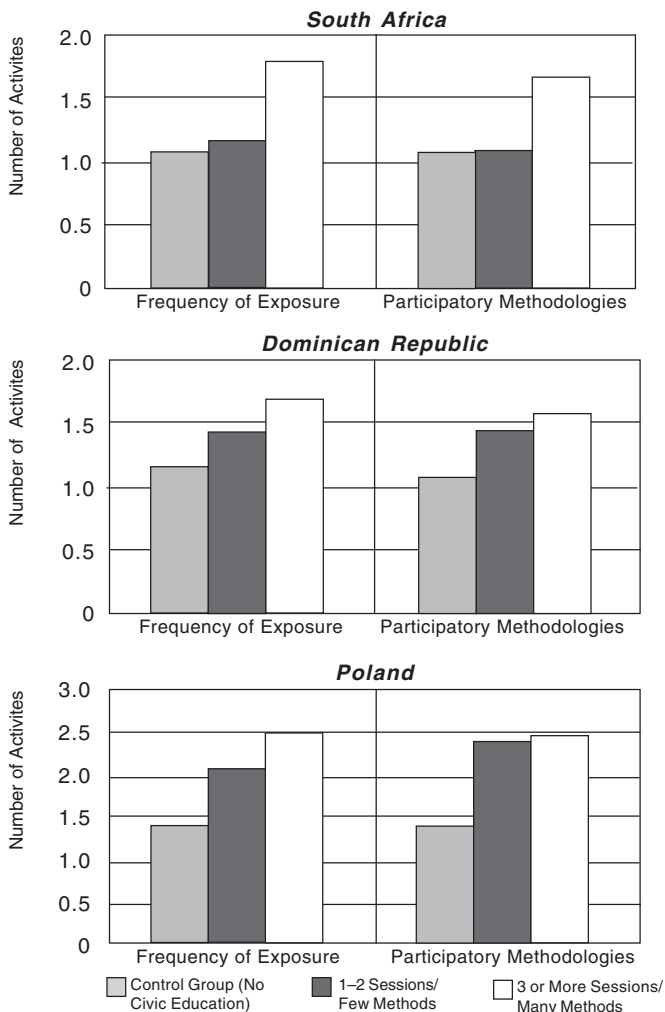 South Africa
Number of Activites
2.0
1.5
1.0
0.5
0
Frequency of Exposure Participatory Methodologies
Dominican Republic
Number of Activites
2.0
1.5
1.0
0.5
0
Frequency of Exposure Participatory Methodologies
Poland
Number of Activites
3.0
2.5
2.0
1.5
1.0
0.5
0
Frequency of Exposure Participatory Methodologies
Control Group (No
Civic Education)
1–2 Sessions/
Few Methods
3 or More Sessions/
Many Methods